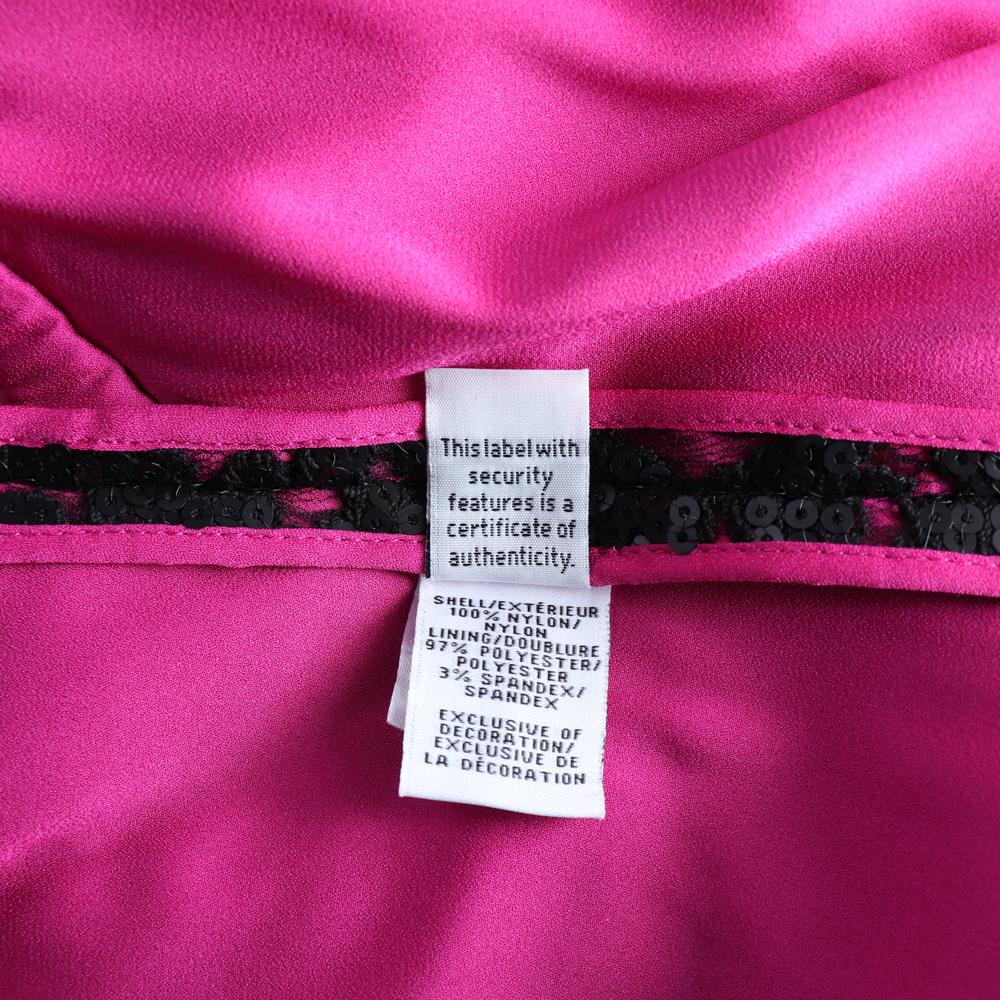 This label with
security
features is a
certificate of
authenticity.
SHELL/EXTÉRIEUR
100% NYLON/
NYLON
LINING/DOUBLURE
97% POLYESTER/
POLYESTER
3% SPANDEX/
SPANDEX
EXCLUSIVE OF
DECORATION/
EXCLUSIVE DE
LA DÉCORATION